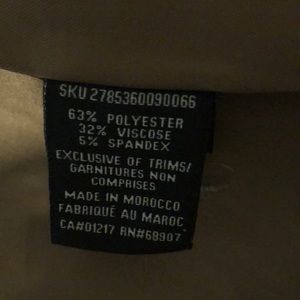 SKU 2785360090066
63% POLYESTER
32% VISCOSE
5% SPANDEX
EXCLUSIVE OF TRIMS/
GARNITURES NON
COMPRISES
MADE IN MOROCCO
FABRIQUÉ AU MAROC
CA#01217 RN#68907